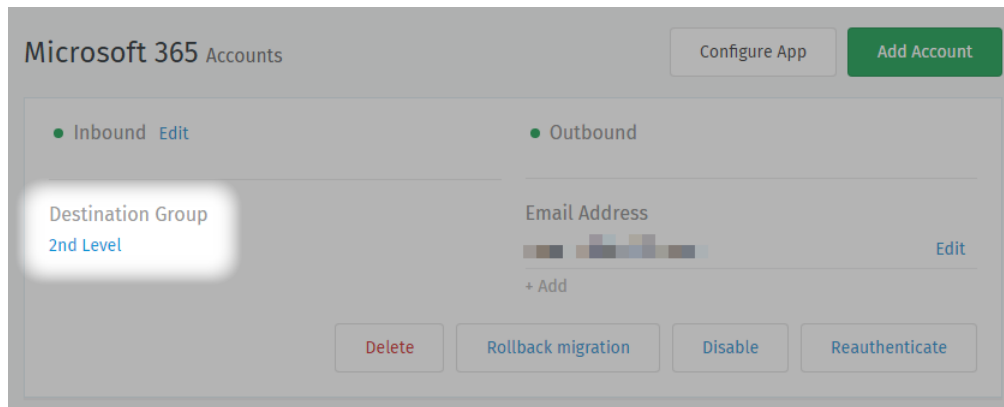 Microsoft 365 Accounts
Configure App
Add Account
Inbound Edit
Outbound
Destination Group
2nd Level
Email Address
Edit
+ Add
Delete
Rollback migration
Disable
Reauthenticate